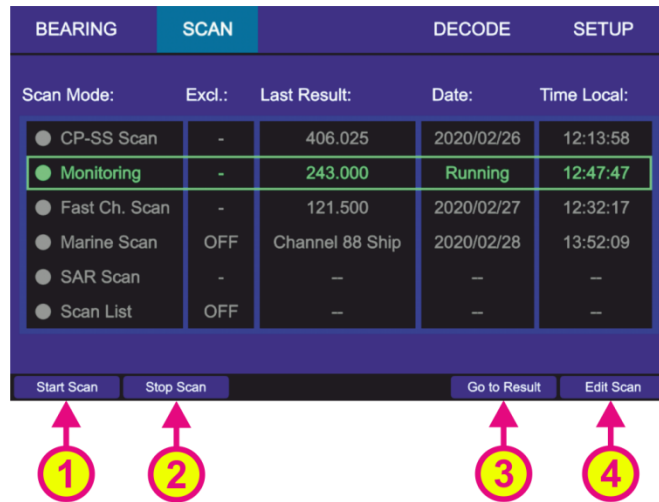 BEARING SCAN DECODE SETUP
Scan Mode: Excl.: Last Result: Date: Time Local:
CP-SS Scan - 406.025 2020/02/26 12:13:58
Monitoring - 243.000 Running 12:47:47
Fast Ch. Scan - 121.500 2020/02/27 12:32:17
Marine Scan OFF Channel 88 Ship 2020/02/28 13:52:09
SAR Scan - -- -- --
Scan List OFF -- -- --
Start Scan Stop Scan Go to Result Edit Scan
1 2 3 4